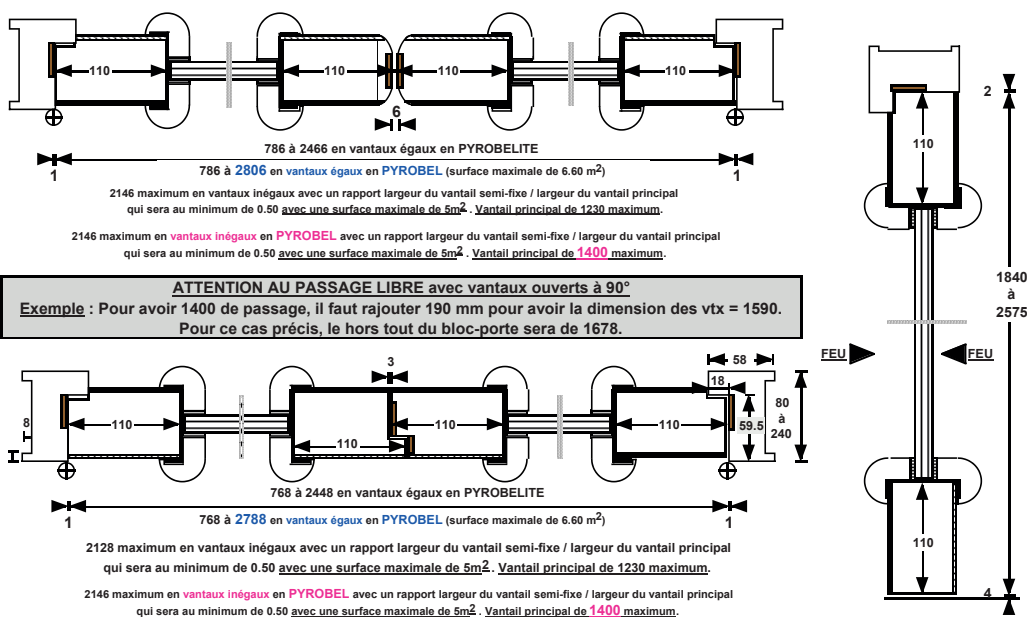 110
110
110
110
6
786 à 2466 en vantaux égaux en PYROBELITE
1
786 à 2806 en vantaux égaux en PYROBEL (surface maximale de 6.60 m²)
1
2146 maximum en vantaux inégaux avec un rapport largeur du vantail semi-fixe / largeur du vantail principal
qui sera au minimum de 0.50 avec une surface maximale de 5m² . Vantail principal de 1230 maximum.
2146 maximum en vantaux inégaux en PYROBEL avec un rapport largeur du vantail semi-fixe / largeur du vantail principal
qui sera au minimum de 0.50 avec une surface maximale de 5m² . Vantail principal de 1400 maximum.
ATTENTION AU PASSAGE LIBRE avec vantaux ouverts à 90°
Exemple : Pour avoir 1400 de passage, il faut rajouter 190 mm pour avoir la dimension des vtx = 1590.
Pour ce cas précis, le hors tout du bloc-porte sera de 1678.
3
58
18
8
110
110
110
110
59.5
80
à
240
768 à 2448 en vantaux égaux en PYROBELITE
1
768 à 2788 en vantaux égaux en PYROBEL (surface maximale de 6.60 m²)
1
2128 maximum en vantaux inégaux avec un rapport largeur du vantail semi-fixe / largeur du vantail principal
qui sera au minimum de 0.50 avec une surface maximale de 5m² . Vantail principal de 1230 maximum.
2146 maximum en vantaux inégaux en PYROBEL avec un rapport largeur du vantail semi-fixe / largeur du vantail principal
qui sera au minimum de 0.50 avec une surface maximale de 5m² . Vantail principal de 1400 maximum.
2
110
1840
à
2575
FEU
FEU
110
4